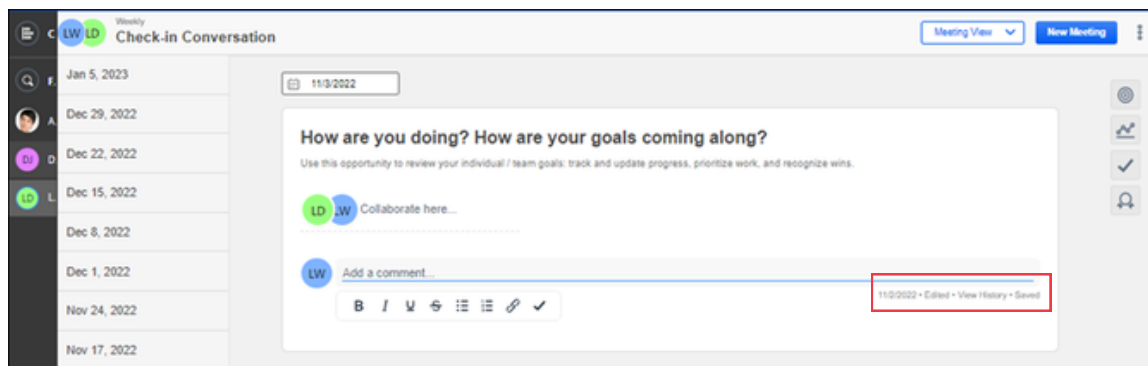 C
LW LD
Weekly
Check-in Conversation
Meeting View
New Meeting
F.
A.
DJ D
LD L
Jan 5, 2023
Dec 29, 2022
Dec 22, 2022
Dec 15, 2022
Dec 8, 2022
Dec 1, 2022
Nov 24, 2022
Nov 17, 2022
11/3/2022
How are you doing? How are your goals coming along?
Use this opportunity to review your individual / team goals: track and update progress, prioritize work, and recognize wins.
LD LW Collaborate here...
LW Add a comment...
B I U S
11/2/2022 • Edited • View History • Saved